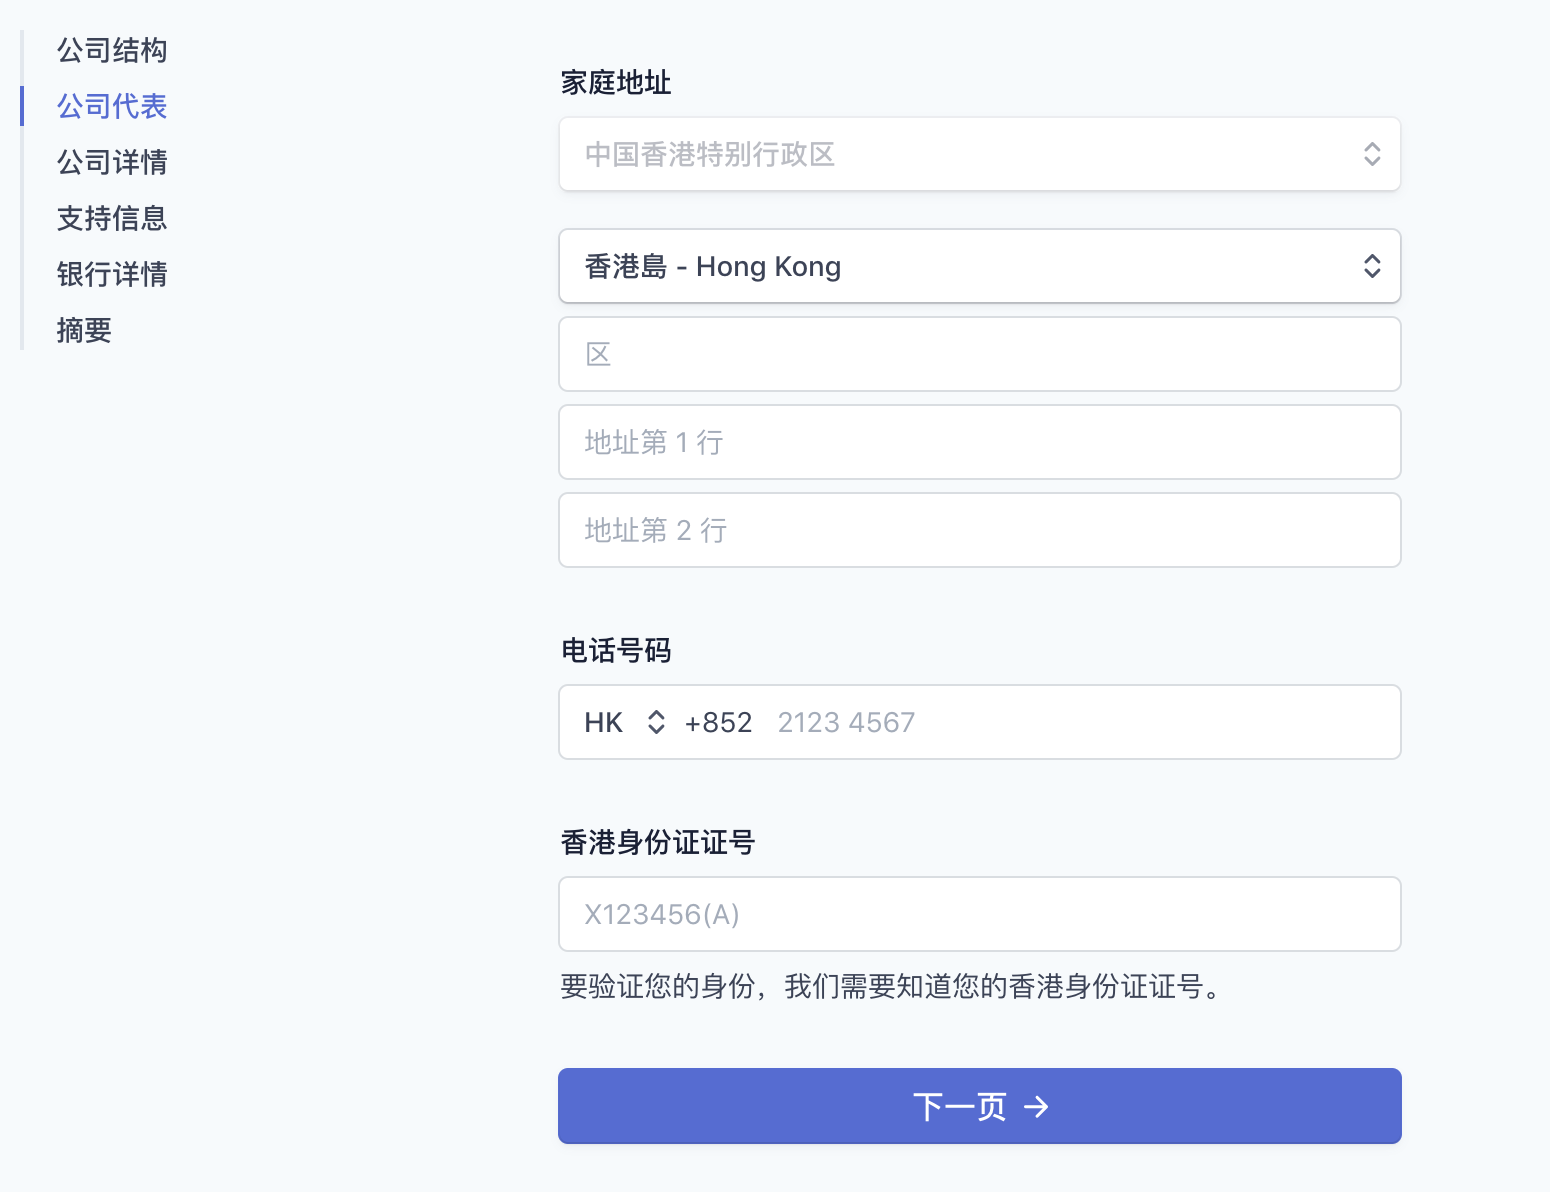 公司结构
公司代表
公司详情
支持信息
银行详情
摘要
家庭地址
中国香港特别行政区
香港島 - Hong Kong
区
地址第 1 行
地址第 2 行
电话号码
HK +852 2123 4567
香港身份证证号
X123456(A)
要验证您的身份，我们需要知道您的香港身份证证号。
下一页 →